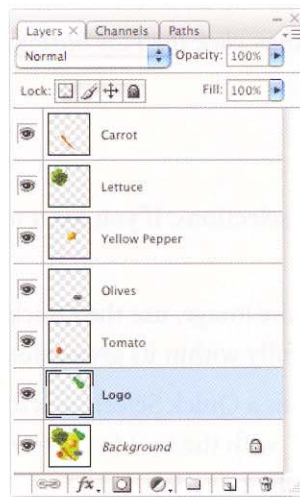 Layers × Channels Paths
Normal Opacity: 100%
Lock: Fill: 100%
Carrot
Lettuce
Yellow Pepper
Olives
Tomato
Logo
Background
fx.